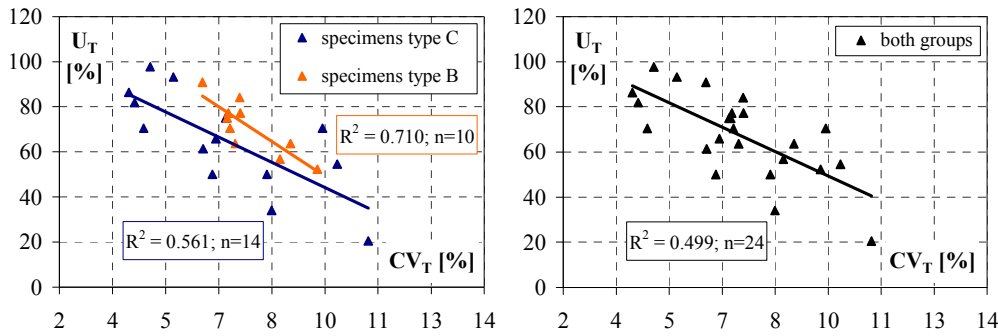 120
100
80
60
40
20
0
U_T
[%]
specimens type C
specimens type B
R² = 0.710; n=10
R² = 0.561; n=14
CV_T [%]
2 4 5 6 8 10 11 13 14
120
100
80
60
40
20
0
U_T
[%]
both groups
R² = 0.499; n=24
CV_T [%]
2 4 5 6 8 10 11 13 14